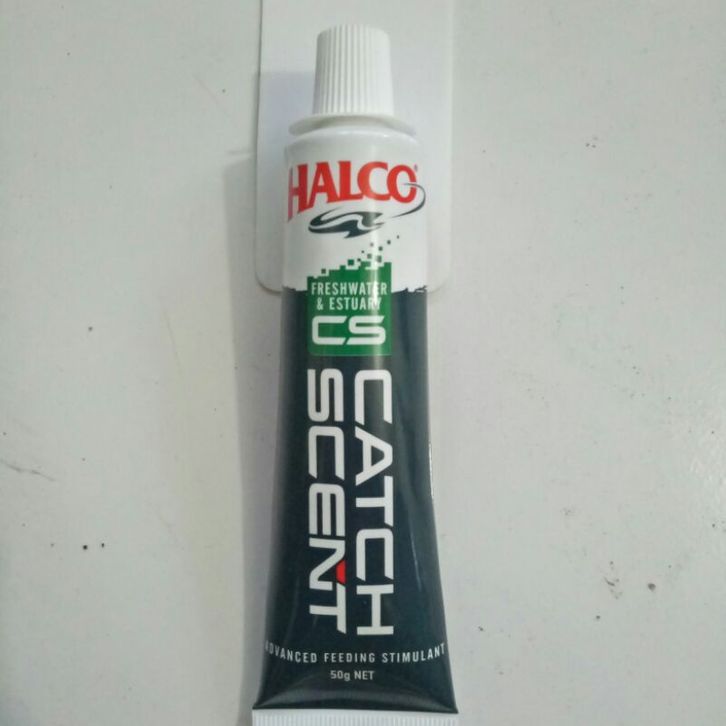 HALCO®
FRESHWATER
& ESTUARY
CS
CATCH
SCENT
ADVANCED FEEDING STIMULANT
50g NET